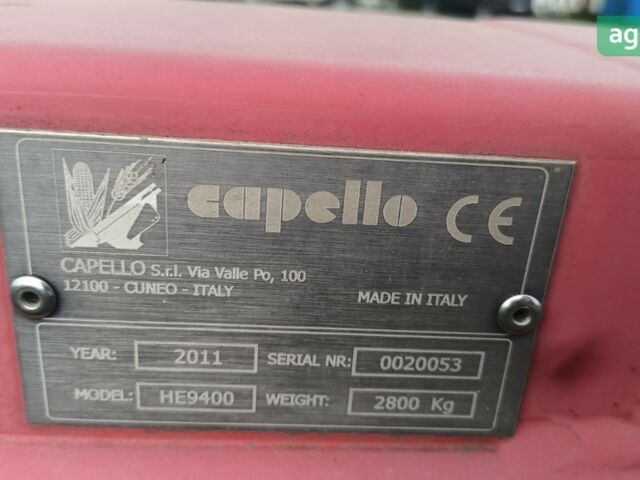 ag
capello CE
CAPELLO S.r.l. Via Valle Po, 100
12100 - CUNEO - ITALY
MADE IN ITALY
YEAR: 2011 SERIAL NR: 0020053
MODEL: HE9400 WEIGHT: 2800 Kg